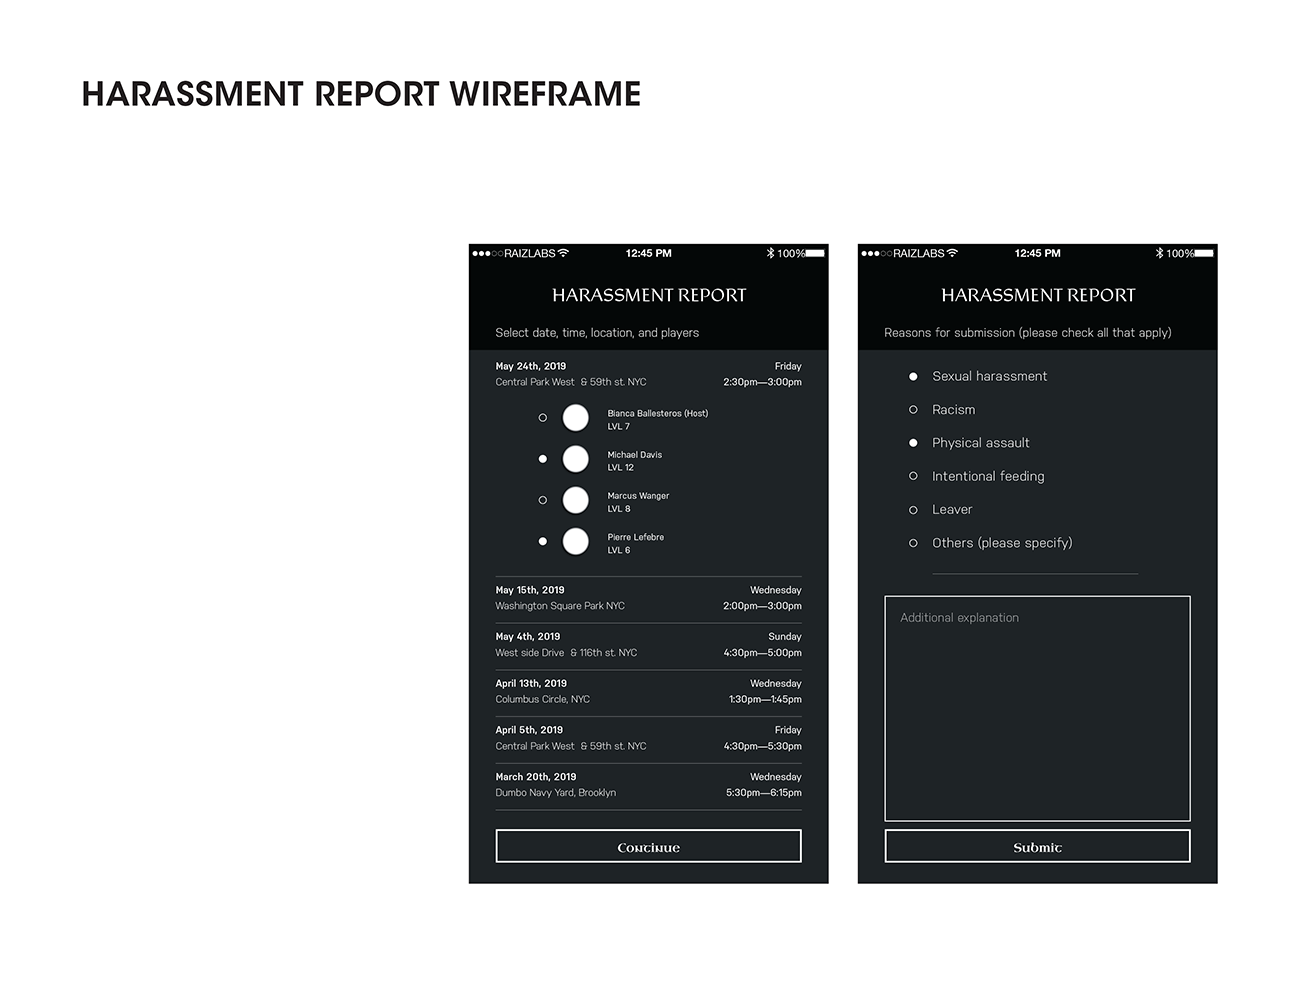 HARASSMENT REPORT WIREFRAME
RAIZLABS 12:45 PM 100%
HARASSMENT REPORT
Select date, time, location, and players
May 24th, 2019 Friday
Central Park West & 59th st. NYC 2:30pm—3:00pm
Bianca Ballesteros (Host)
LVL 7
Michael Davis
LVL 12
Marcus Wanger
LVL 8
Pierre Lefebre
LVL 6
May 15th, 2019 Wednesday
Washington Square Park NYC 2:00pm—3:00pm
May 4th, 2019 Sunday
West side Drive & 116th st. NYC 4:30pm—5:00pm
April 13th, 2019 Wednesday
Columbus Circle, NYC 1:30pm—1:45pm
April 5th, 2019 Friday
Central Park West & 59th st. NYC 4:30pm—5:30pm
March 20th, 2019 Wednesday
Dumbo Navy Yard, Brooklyn 5:30pm—6:15pm
Continue
RAIZLABS 12:45 PM 100%
HARASSMENT REPORT
Reasons for submission (please check all that apply)
Sexual harassment
Racism
Physical assault
Intentional feeding
Leaver
Others (please specify)
Additional explanation
Submit